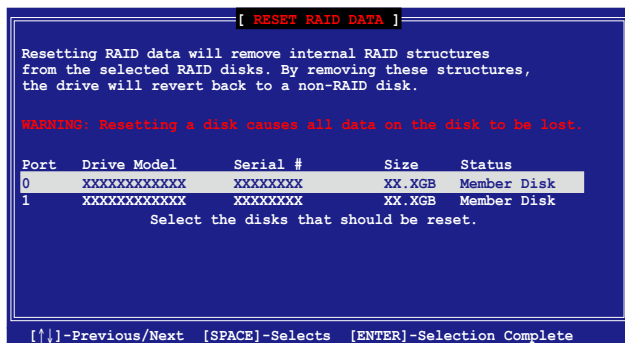 [ RESET RAID DATA ]
Resetting RAID data will remove internal RAID structures
from the selected RAID disks. By removing these structures,
the drive will revert back to a non-RAID disk.
WARNING: Resetting a disk causes all data on the disk to be lost.
Port Drive Model Serial # Size Status
0 XXXXXXXXXXXX XXXXXXXX XX.XGB Member Disk
1 XXXXXXXXXXXX XXXXXXXX XX.XGB Member Disk
Select the disks that should be reset.
[↑↓]-Previous/Next [SPACE]-Selects [ENTER]-Selection Complete